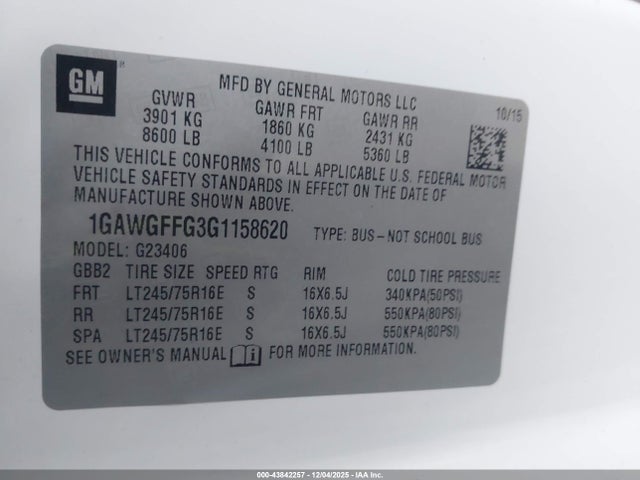 GM
MFD BY GENERAL MOTORS LLC
GVWR GAWR FRT GAWR RR 10/15
3901 KG 1860 KG 2431 KG
8600 LB 4100 LB 5360 LB
THIS VEHICLE CONFORMS TO ALL APPLICABLE U.S. FEDERAL MOTOR
VEHICLE SAFETY STANDARDS IN EFFECT ON THE DATE OF
MANUFACTURE SHOWN ABOVE.
1GAWGFFG3G1158620 TYPE: BUS-NOT SCHOOL BUS
MODEL: G23406
GBB2 TIRE SIZE SPEED RTG RIM COLD TIRE PRESSURE
FRT LT245/75R16E S 16X6.5J 340KPA(50PSI)
RR LT245/75R16E S 16X6.5J 550KPA(80PSI)
SPA LT245/75R16E S 16X6.5J 550KPA(80PSI)
SEE OWNER'S MANUAL FOR MORE INFORMATION.
000-43842257 - 12/04/2025 - IAA Inc.